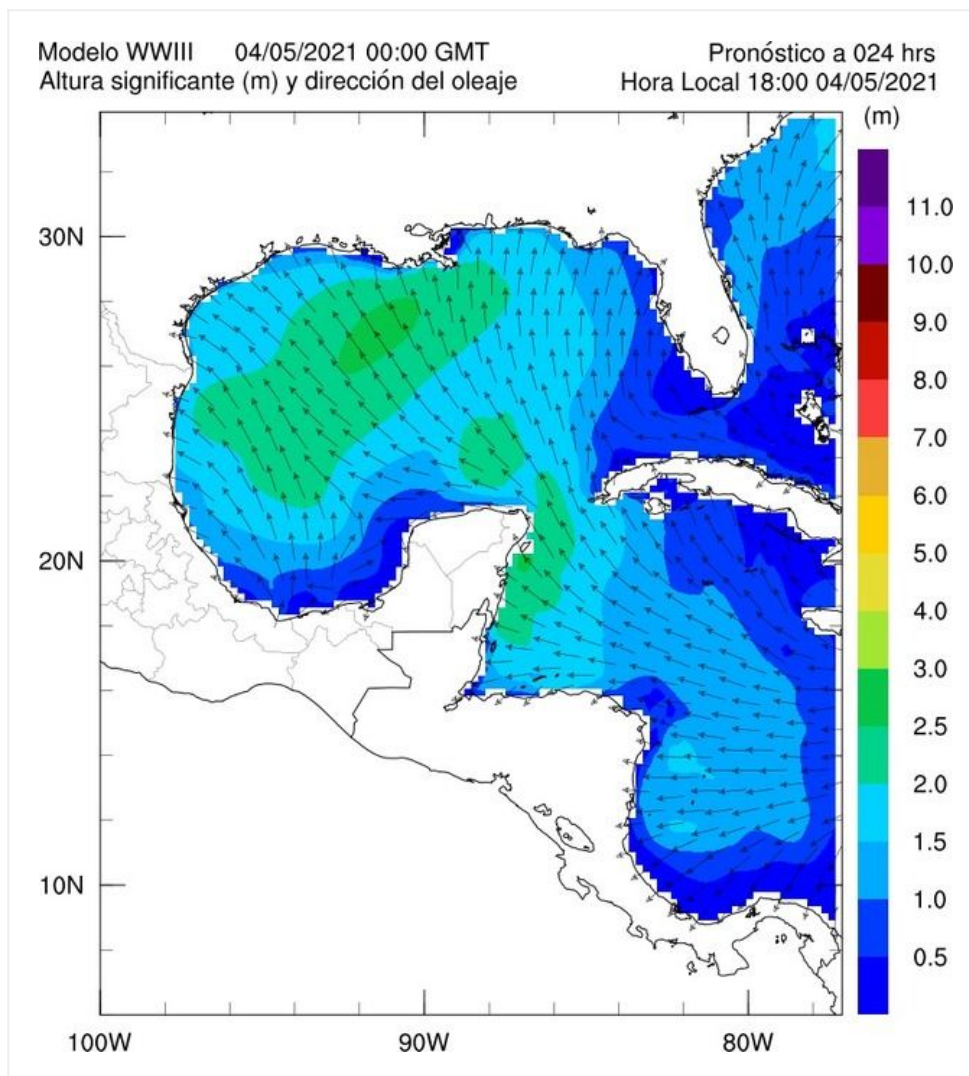 Modelo WWIII 04/05/2021 00:00 GMT Pronóstico a 024 hrs
Altura significante (m) y dirección del oleaje Hora Local 18:00 04/05/2021
(m)
11.0
10.0
9.0
8.0
7.0
6.0
5.0
4.0
3.0
2.5
2.0
1.5
1.0
0.5
30N
20N
10N
100W 90W 80W